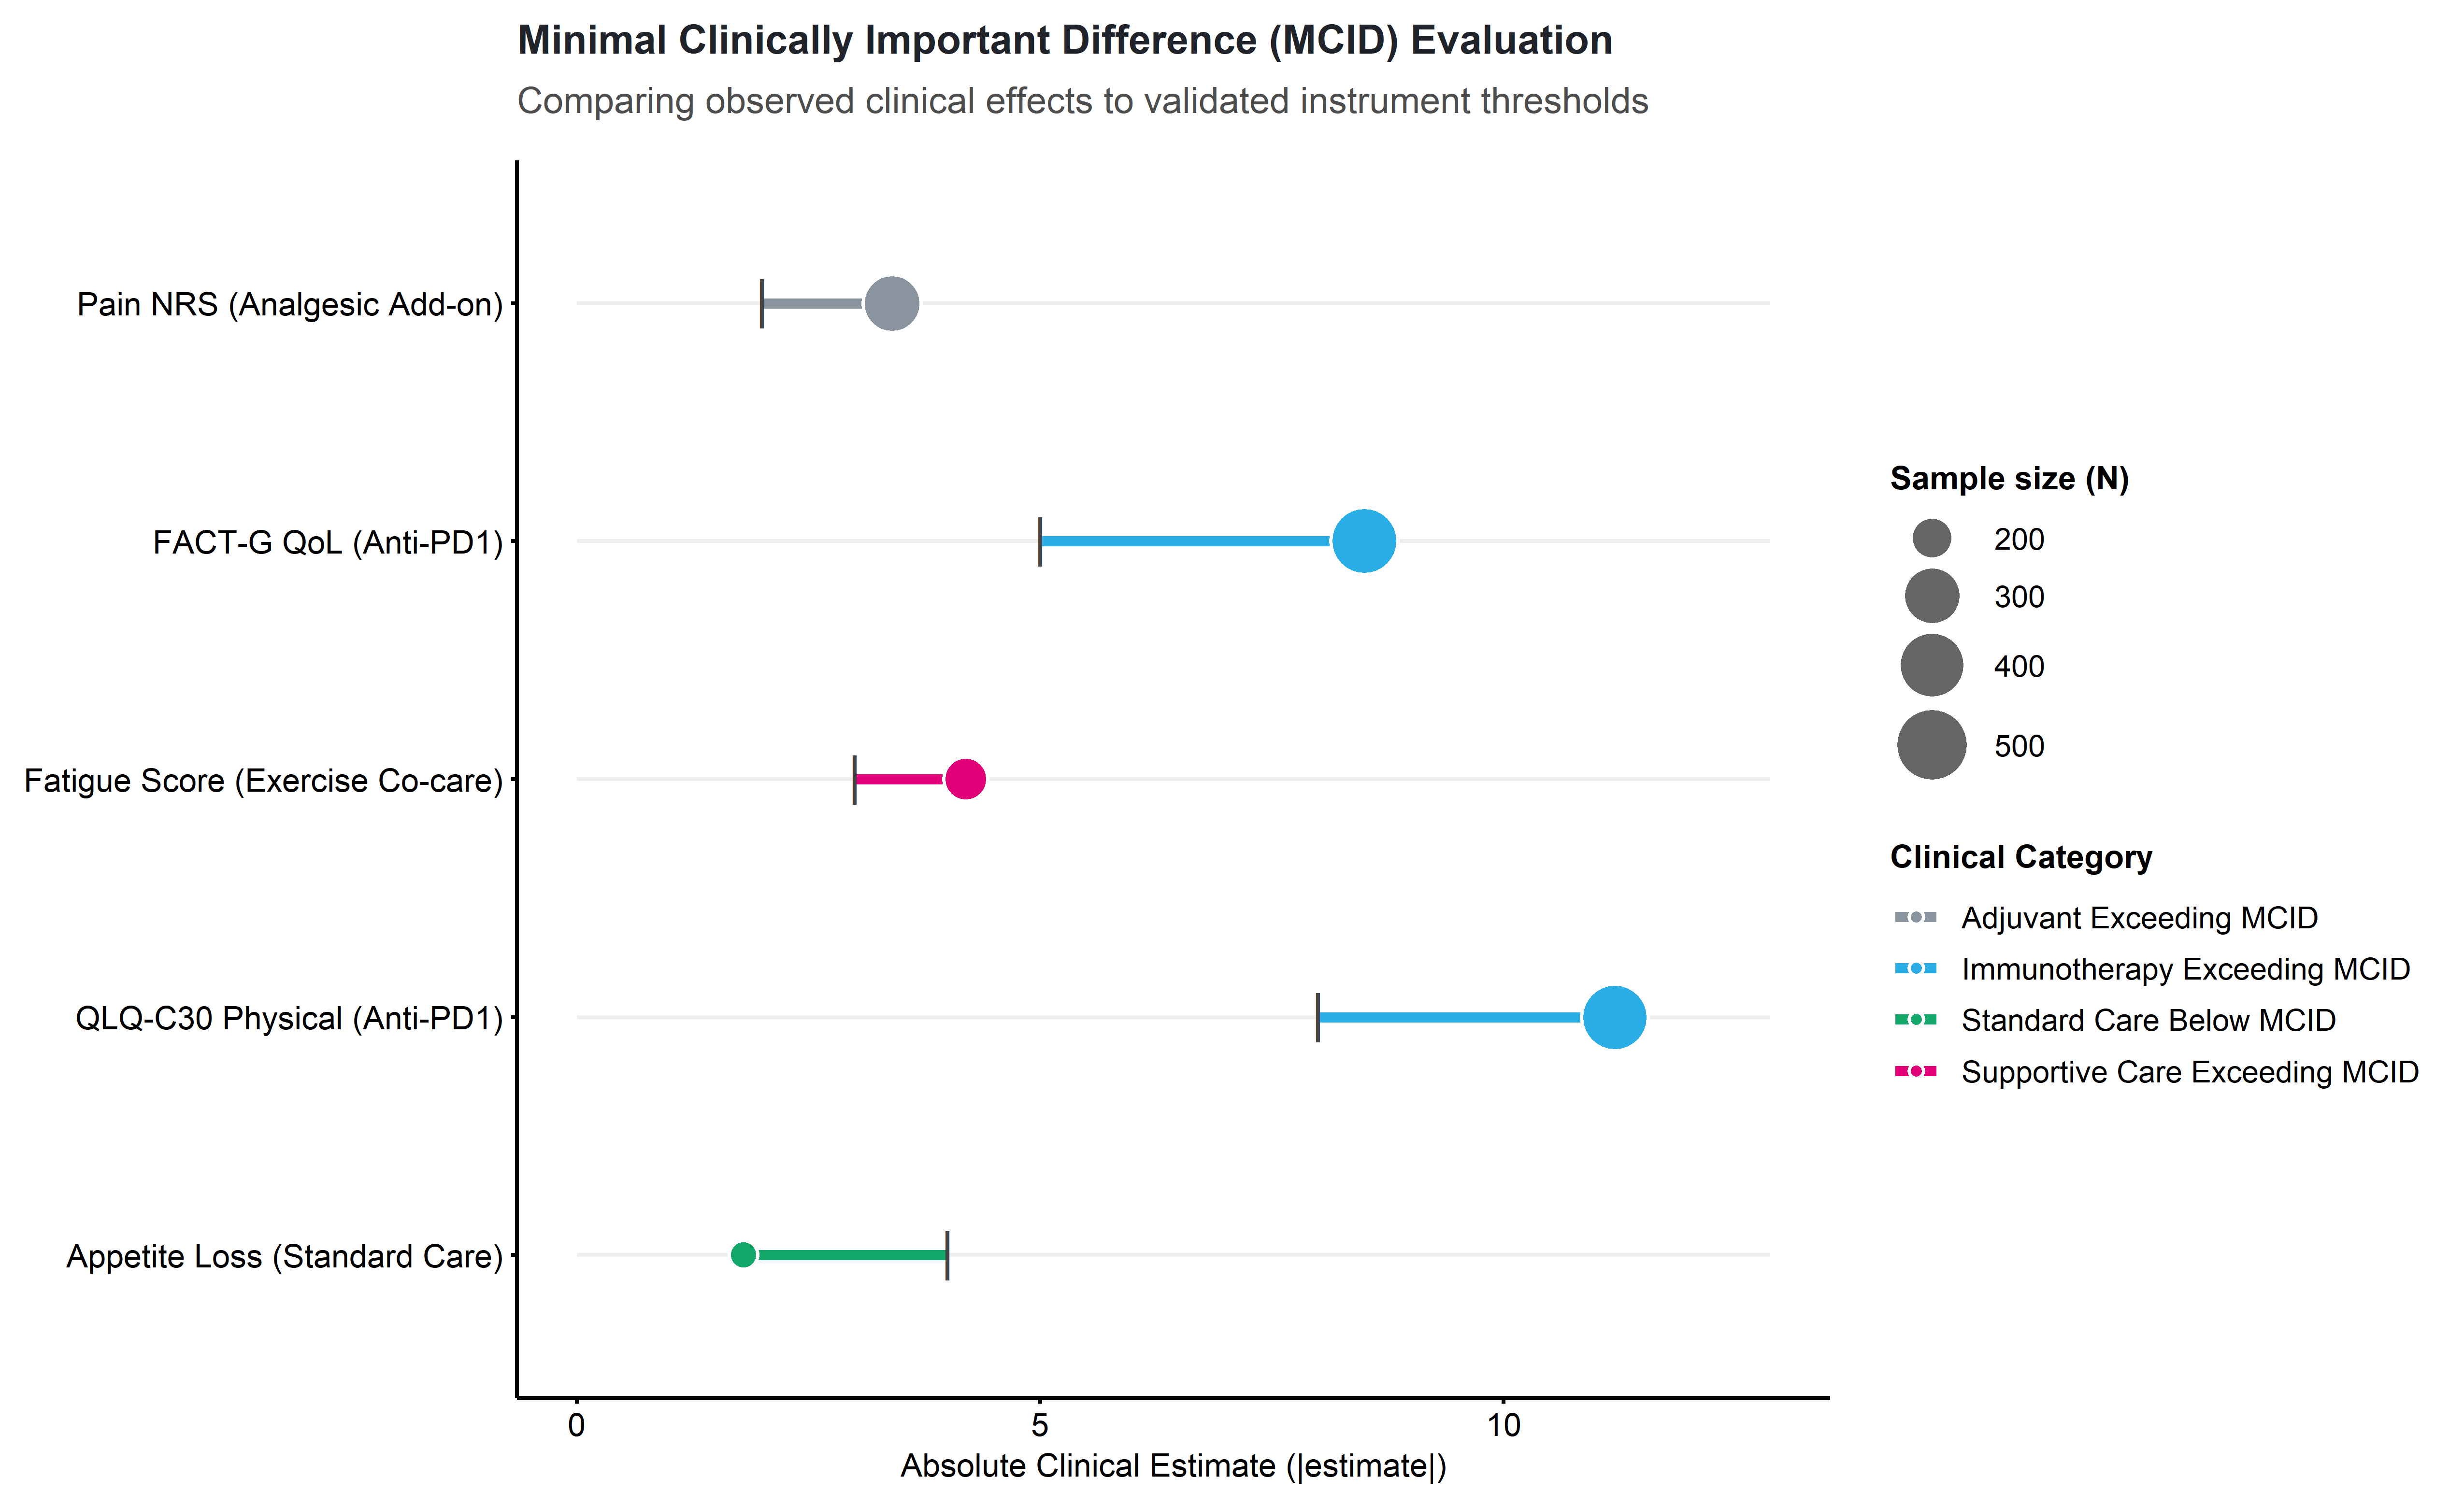 Minimal Clinically Important Difference (MCID) Evaluation
Comparing observed clinical effects to validated instrument thresholds
Pain NRS (Analgesic Add-on)
FACT-G QoL (Anti-PD1)
Fatigue Score (Exercise Co-care)
QLQ-C30 Physical (Anti-PD1)
Appetite Loss (Standard Care)
0
5
10
Absolute Clinical Estimate (|estimate|)
Sample size (N)
200
300
400
500
Clinical Category
Adjuvant Exceeding MCID
Immunotherapy Exceeding MCID
Standard Care Below MCID
Supportive Care Exceeding MCID